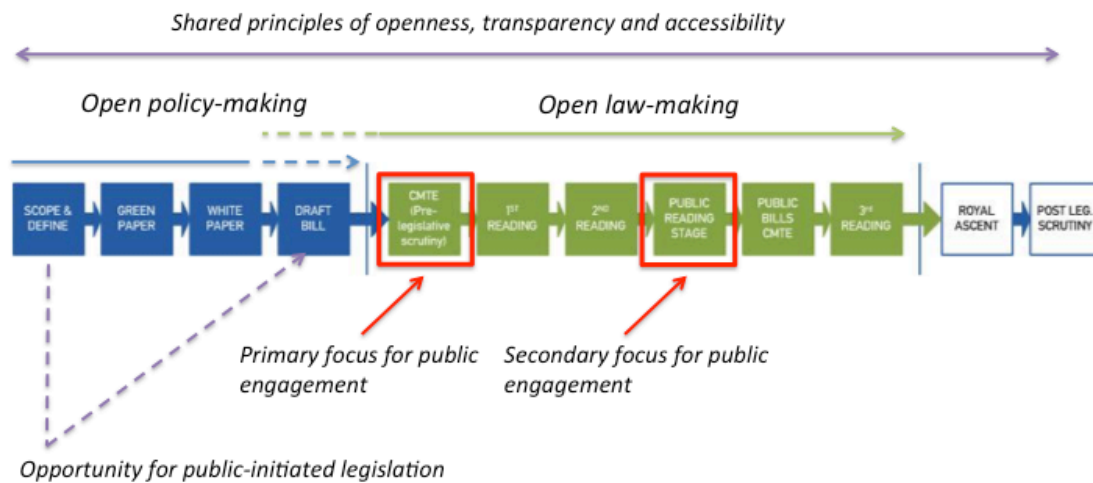 Shared principles of openness, transparency and accessibility
Open policy-making
Open law-making
SCOPE &
DEFINE
GREEN
PAPER
WHITE
PAPER
DRAFT
BILL
CMTE
(Pre-
legislative
scrutiny)
1ST
READING
2ND
READING
PUBLIC
READING
STAGE
PUBLIC
BILLS
CMTE
3RD
READING
ROYAL
ASCENT
POST LEG.
SCRUTINY
Primary focus for public
engagement
Secondary focus for public
engagement
Opportunity for public-initiated legislation